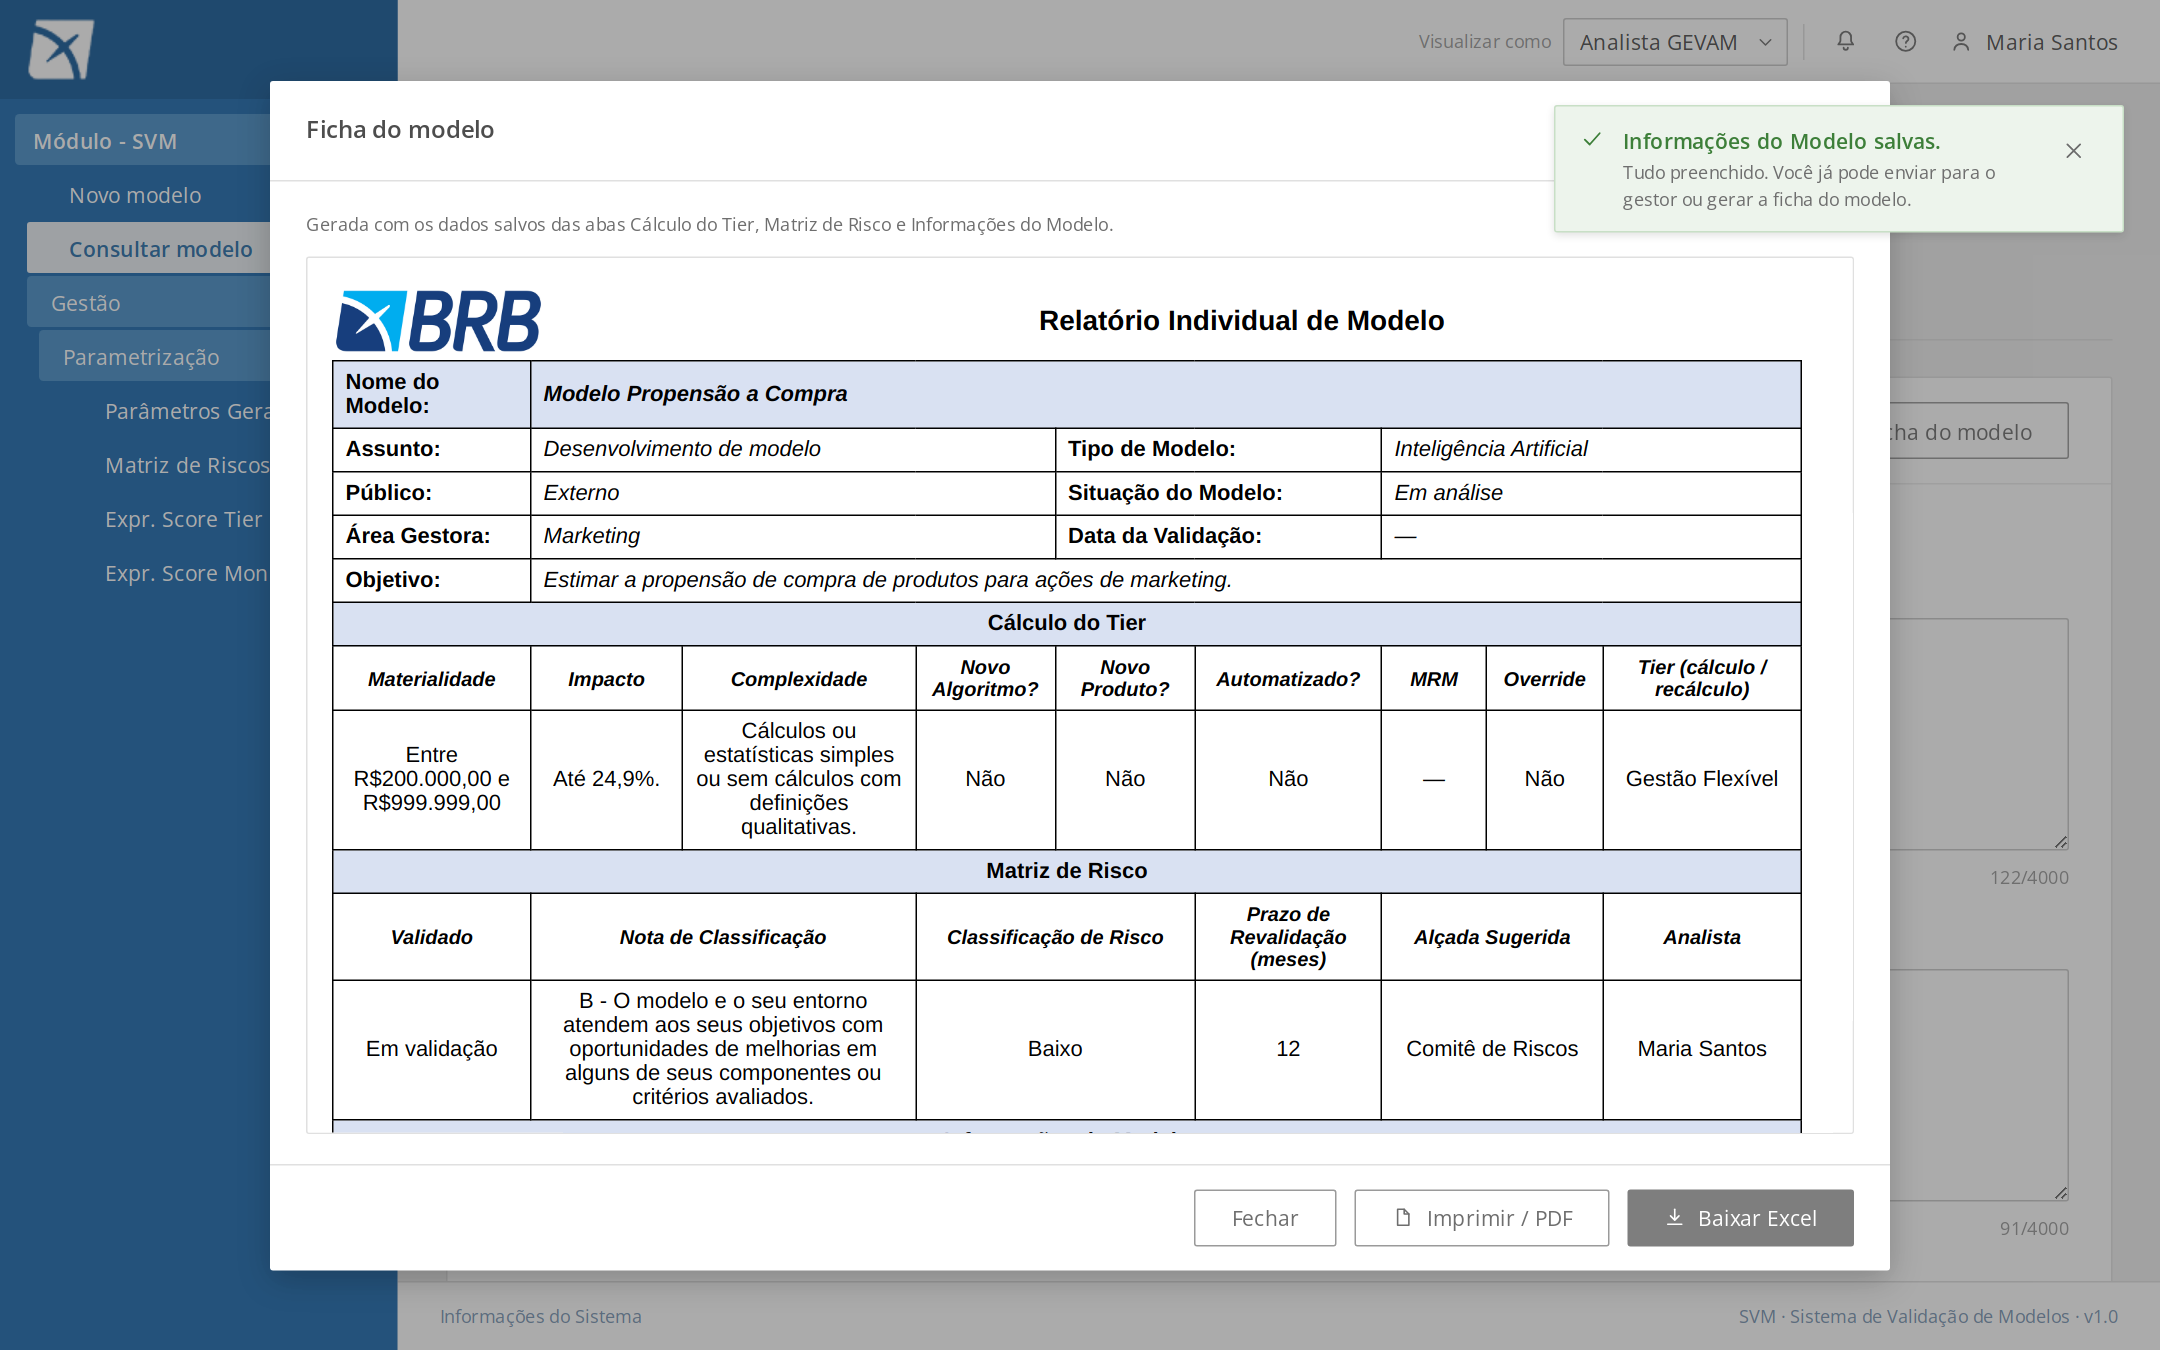 Visualizar como
Analista GEVAM
Maria Santos
Módulo - SVM
Novo modelo
Consultar modelo
Gestão
Parametrização
Parâmetros Gera
Matriz de Riscos
Expr. Score Tier
Expr. Score Mon
Ficha do modelo
Informações do Modelo salvas.
Tudo preenchido. Você já pode enviar para o
gestor ou gerar a ficha do modelo.
Gerada com os dados salvos das abas Cálculo do Tier, Matriz de Risco e Informações do Modelo.
BRB
Relatório Individual de Modelo
Nome do
Modelo:
Modelo Propensão a Compra
Assunto:
Desenvolvimento de modelo
Tipo de Modelo:
Inteligência Artificial
Público:
Externo
Situação do Modelo:
Em análise
Área Gestora:
Marketing
Data da Validação:
—
Objetivo:
Estimar a propensão de compra de produtos para ações de marketing.
Cálculo do Tier
Materialidade
Impacto
Complexidade
Novo
Algoritmo?
Novo
Produto?
Automatizado?
MRM
Override
Tier (cálculo /
recálculo)
Entre
R$200.000,00 e
R$999.999,00
Até 24,9%.
Cálculos ou
estatísticas simples
ou sem cálculos com
definições
qualitativas.
Não
Não
Não
—
Não
Gestão Flexível
Matriz de Risco
Validado
Nota de Classificação
Classificação de Risco
Prazo de
Revalidação
(meses)
Alçada Sugerida
Analista
Em validação
B - O modelo e o seu entorno
atendem aos seus objetivos com
oportunidades de melhorias em
alguns de seus componentes ou
critérios avaliados.
Baixo
12
Comitê de Riscos
Maria Santos
Fechar
Imprimir / PDF
Baixar Excel
cha do modelo
122/4000
91/4000
Informações do Sistema
SVM · Sistema de Validação de Modelos · v1.0